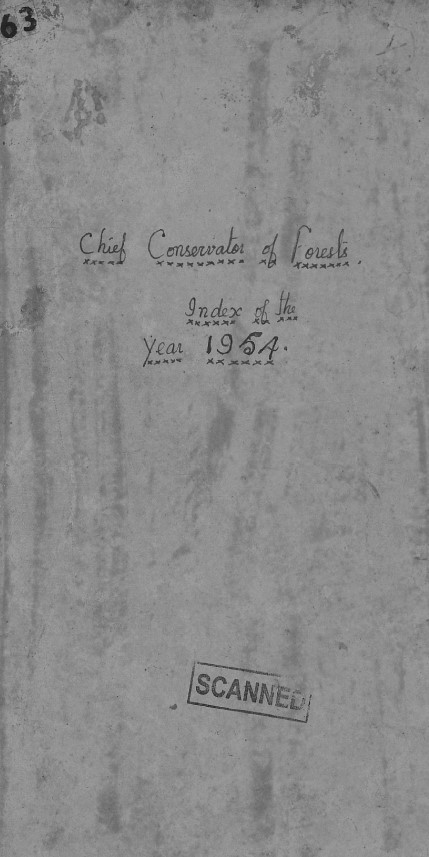 63
Chief Conservator of Forests.
Index of the
Year 1954.
SCANNED